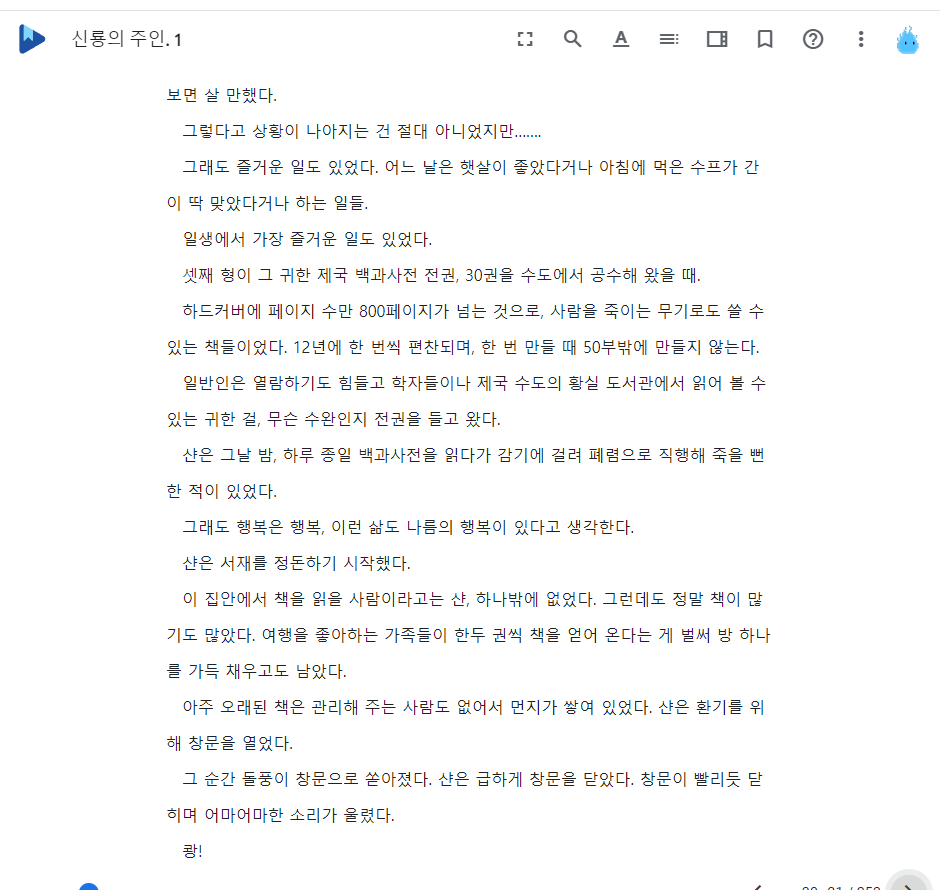 신룡의 주인. 1
보면 살 만했다.
그렇다고 상황이 나아지는 건 절대 아니었지만…….
그래도 즐거운 일도 있었다. 어느 날은 햇살이 좋았다거나 아침에 먹은 수프가 간
이 딱 맞았다거나 하는 일들.
일생에서 가장 즐거운 일도 있었다.
셋째 형이 그 귀한 제국 백과사전 전권, 30권을 수도에서 공수해 왔을 때.
하드커버에 페이지 수만 800페이지가 넘는 것으로, 사람을 죽이는 무기로도 쓸 수
있는 책들이었다. 12년에 한 번씩 편찬되며, 한 번 만들 때 50부밖에 만들지 않는다.
일반인은 열람하기도 힘들고 학자들이나 제국 수도의 황실 도서관에서 읽어 볼 수
있는 귀한 걸, 무슨 수완인지 전권을 들고 왔다.
샨은 그날 밤, 하루 종일 백과사전을 읽다가 감기에 걸려 폐렴으로 직행해 죽을 뻔
한 적이 있었다.
그래도 행복은 행복, 이런 삶도 나름의 행복이 있다고 생각한다.
샨은 서재를 정돈하기 시작했다.
이 집안에서 책을 읽을 사람이라고는 샨, 하나밖에 없었다. 그런데도 정말 책이 많
기도 많았다. 여행을 좋아하는 가족들이 한두 권씩 책을 얻어 온다는 게 벌써 방 하나
를 가득 채우고도 남았다.
아주 오래된 책은 관리해 주는 사람도 없어서 먼지가 쌓여 있었다. 샨은 환기를 위
해 창문을 열었다.
그 순간 돌풍이 창문으로 쏟아졌다. 샨은 급하게 창문을 닫았다. 창문이 빨리듯 닫
히며 어마어마한 소리가 울렸다.
쾅!